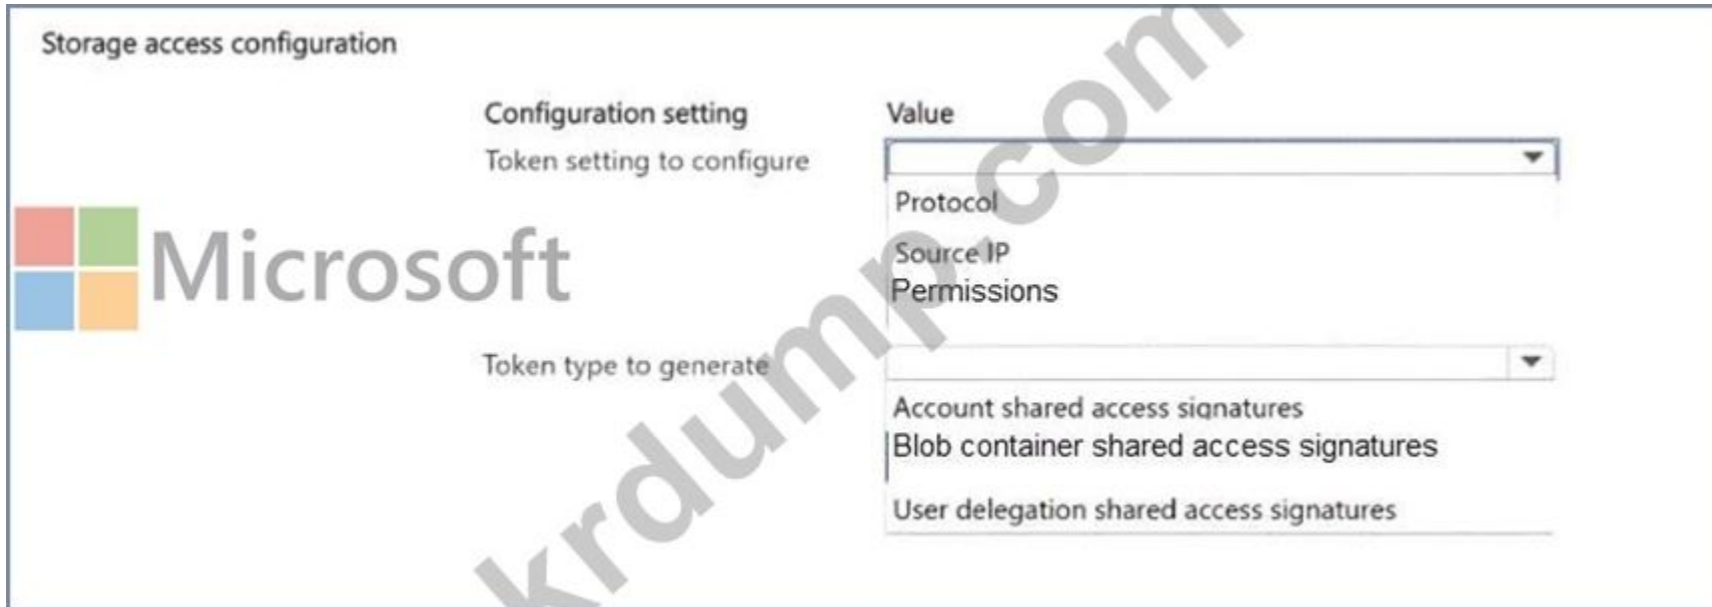 Storage access configuration
Configuration setting Value
Token setting to configure
Protocol
Source IP
Permissions
Microsoft
Token type to generate
Account shared access signatures
Blob container shared access signatures
User delegation shared access signatures
krdump.com